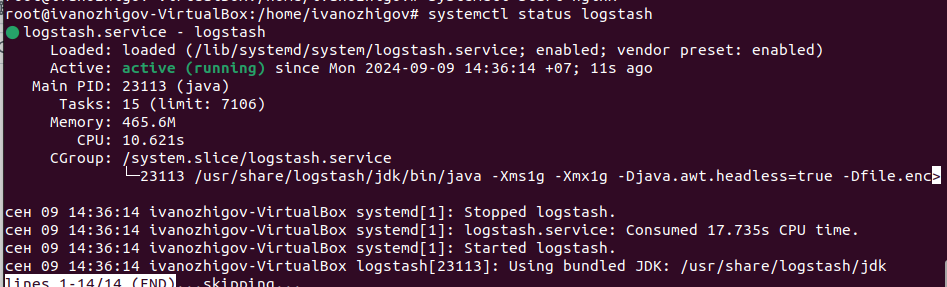 root@ivanozhigov-VirtualBox:/home/ivanozhigov# systemctl status logstash
●logstash.service - logstash
Loaded: loaded (/lib/systemd/system/logstash.service; enabled; vendor preset: enabled)
Active: active (running) since Mon 2024-09-09 14:36:14 +07; 11s ago
Main PID: 23113 (java)
Tasks: 15 (limit: 7106)
Memory: 465.6M
CPU: 10.621s
CGroup: /system.slice/logstash.service
└─23113 /usr/share/logstash/jdk/bin/java -Xms1g -Xmx1g -Djava.awt.headless=true -Dfile.enc>
сен 09 14:36:14 ivanozhigov-VirtualBox systemd[1]: Stopped logstash.
сен 09 14:36:14 ivanozhigov-VirtualBox systemd[1]: logstash.service: Consumed 17.735s CPU time.
сен 09 14:36:14 ivanozhigov-VirtualBox systemd[1]: Started logstash.
сен 09 14:36:14 ivanozhigov-VirtualBox logstash[23113]: Using bundled JDK: /usr/share/logstash/jdk
lines 1-14/14 (END)...skipping...